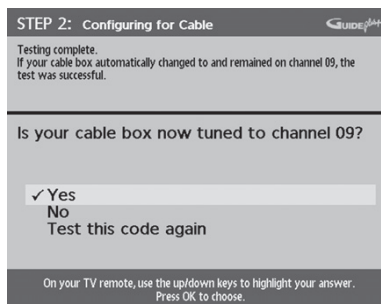 STEP 2: Configuring for Cable GUIDE plus+
Testing complete.
If your cable box automatically changed to and remained on channel 09, the
test was successful.
Is your cable box now tuned to channel 09?
✓ Yes
No
Test this code again
On your TV remote, use the up/down keys to highlight your answer.
Press OK to choose.